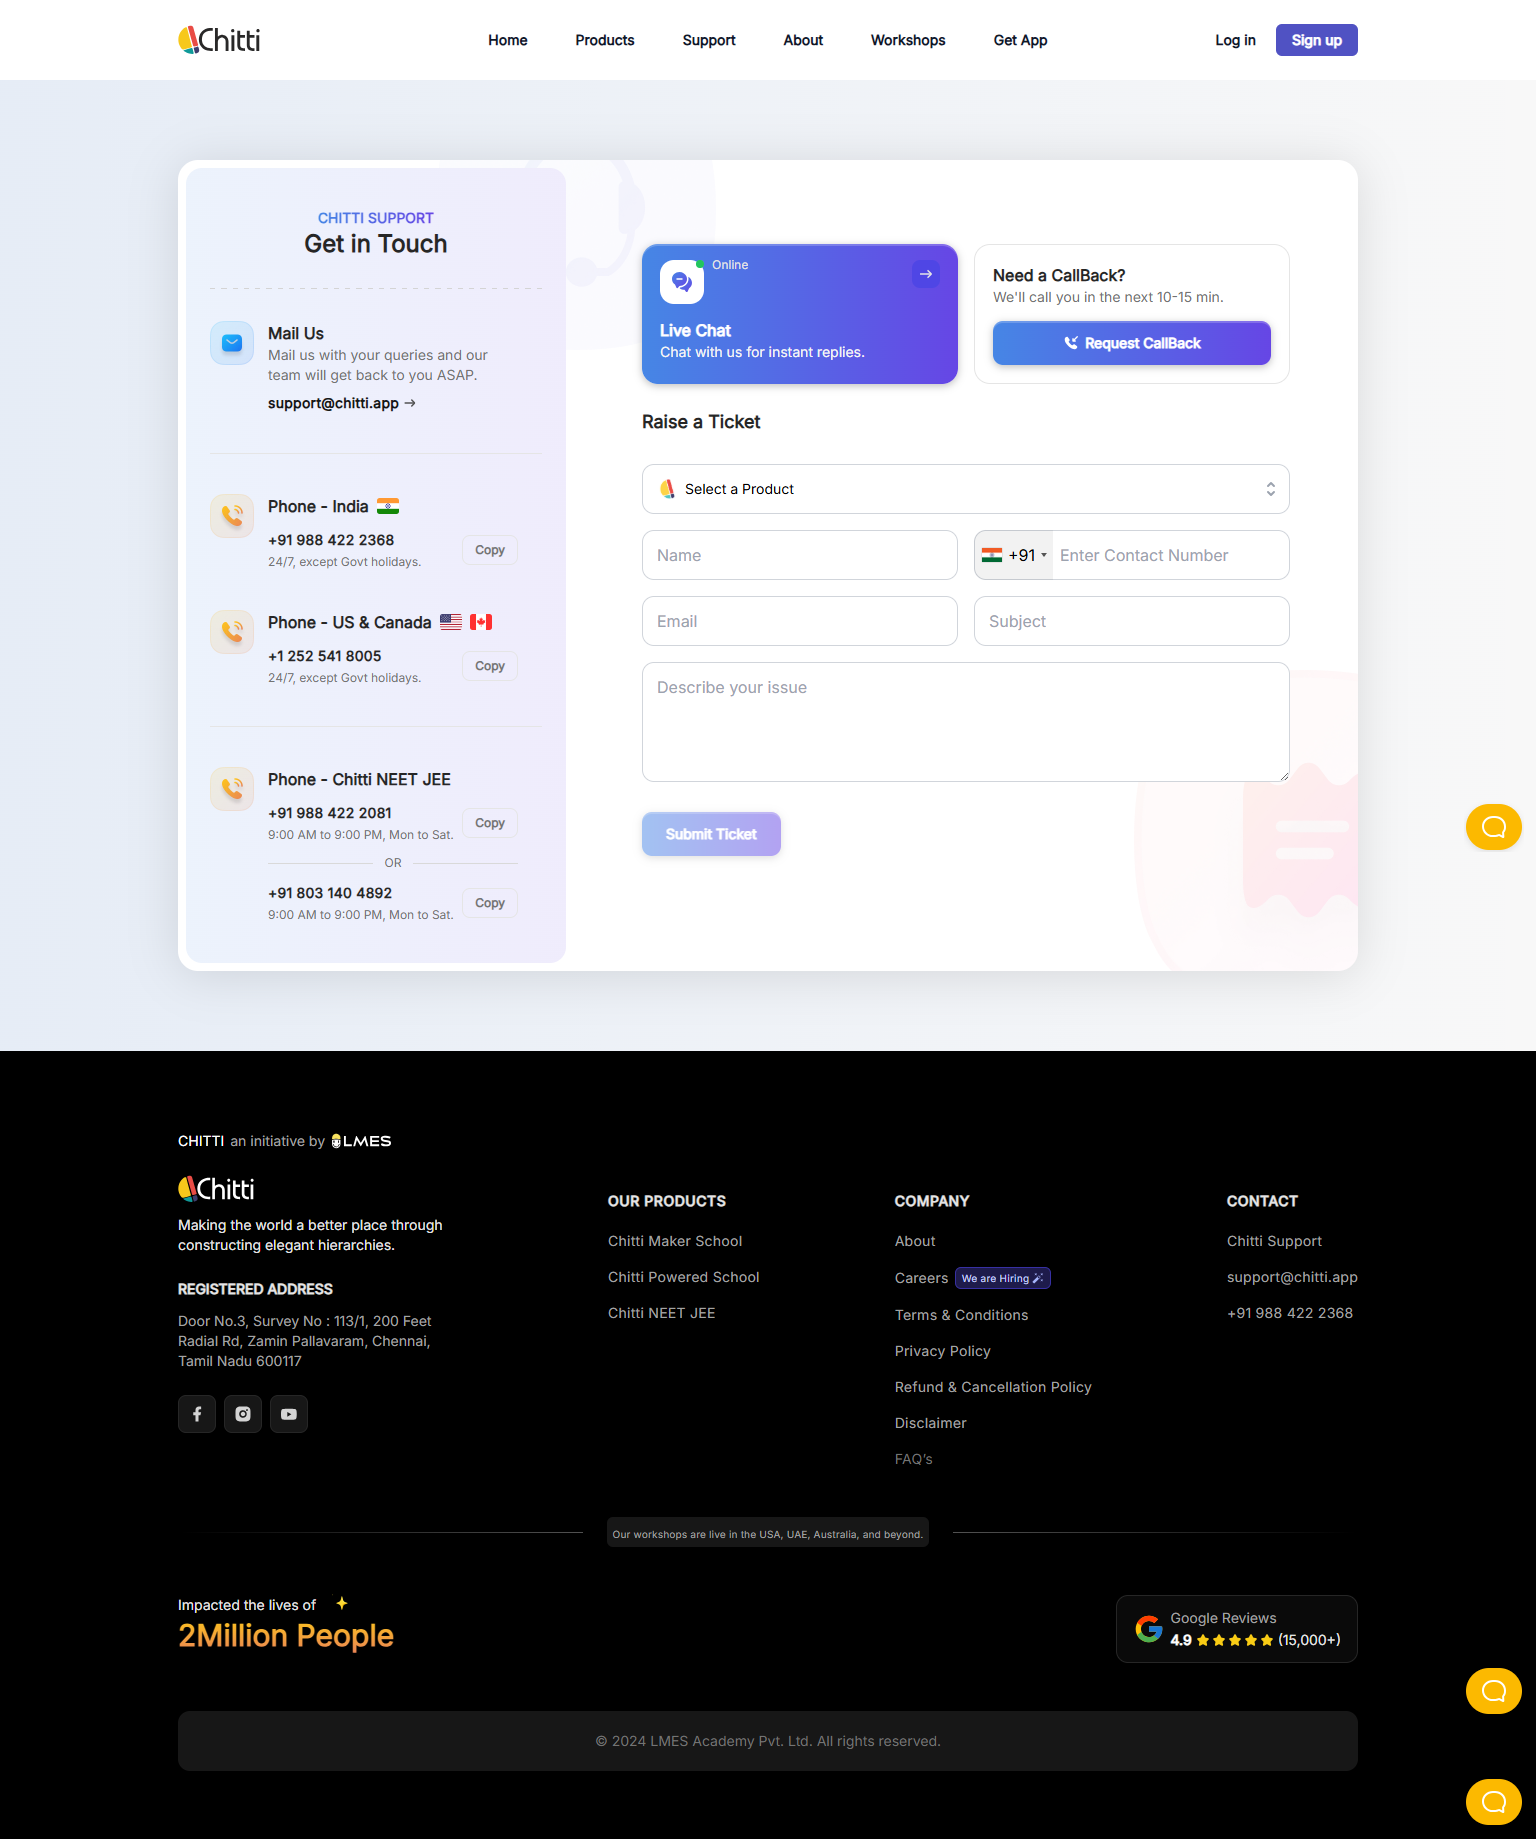 Chitti
Home
Products
Support
About
Workshops
Get App
Log in
Sign up
CHITTI SUPPORT
Get in Touch
Mail Us
Mail us with your queries and our
team will get back to you ASAP.
support@chitti.app →
Phone - India
+91 988 422 2368
24/7, except Govt holidays.
Copy
Phone - US & Canada
+1 252 541 8005
24/7, except Govt holidays.
Copy
Phone - Chitti NEET JEE
+91 988 422 2081
9:00 AM to 9:00 PM, Mon to Sat.
Copy
OR
+91 803 140 4892
9:00 AM to 9:00 PM, Mon to Sat.
Copy
Online
Live Chat
Chat with us for instant replies.
Need a CallBack?
We'll call you in the next 10-15 min.
Request CallBack
Raise a Ticket
Select a Product
Name
+91
Enter Contact Number
Email
Subject
Describe your issue
Submit Ticket
CHITTI an initiative by LMES
Chitti
Making the world a better place through
constructing elegant hierarchies.
REGISTERED ADDRESS
Door No.3, Survey No : 113/1, 200 Feet
Radial Rd, Zamin Pallavaram, Chennai,
Tamil Nadu 600117
OUR PRODUCTS
Chitti Maker School
Chitti Powered School
Chitti NEET JEE
COMPANY
About
Careers
We are Hiring
Terms & Conditions
Privacy Policy
Refund & Cancellation Policy
Disclaimer
FAQ's
CONTACT
Chitti Support
support@chitti.app
+91 988 422 2368
Our workshops are live in the USA, UAE, Australia, and beyond.
Impacted the lives of
2Million People
Google Reviews
4.9 ★★★★★ (15,000+)
© 2024 LMES Academy Pvt. Ltd. All rights reserved.